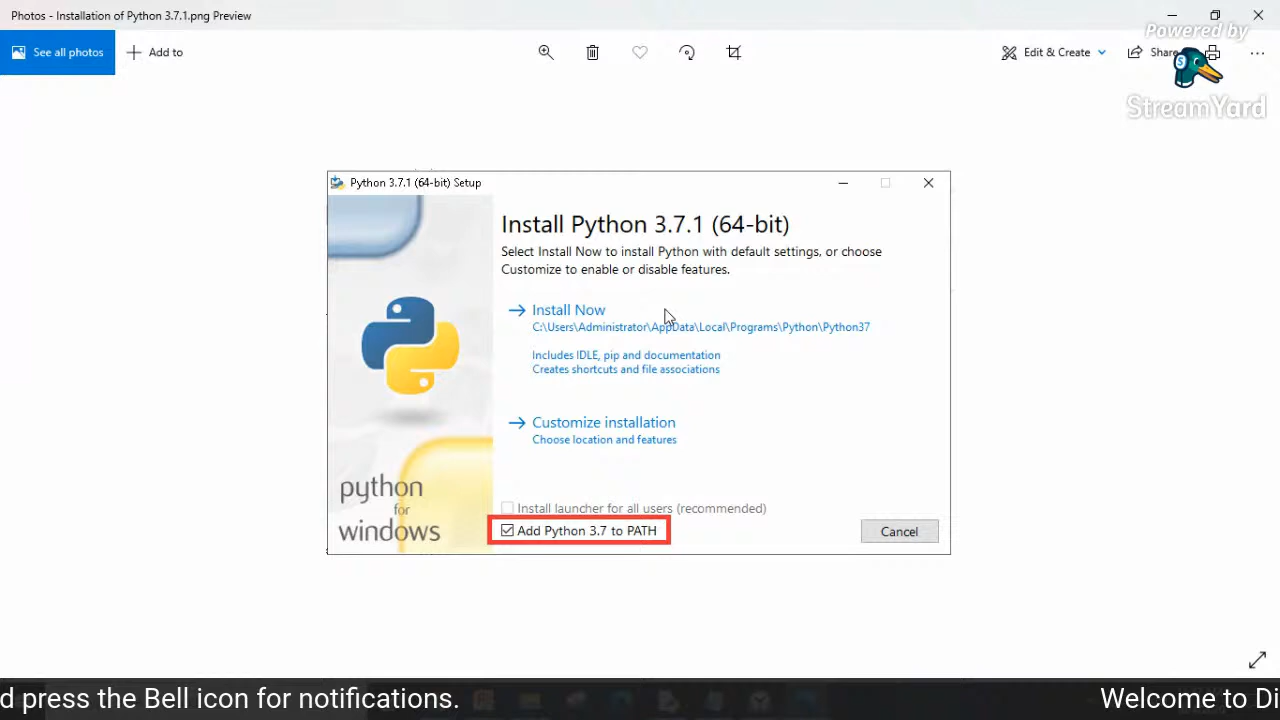 Photos - Installation of Python 3.7.1.png Preview
See all photos
Add to
Edit & Create
Share
Powered by
StreamYard
Python 3.7.1 (64-bit) Setup
Install Python 3.7.1 (64-bit)
Select Install Now to install Python with default settings, or choose
Customize to enable or disable features.
Install Now
C:\Users\Administrator\AppData\Local\Programs\Python\Python37
Includes IDLE, pip and documentation
Creates shortcuts and file associations
Customize installation
Choose location and features
python
for
windows
Install launcher for all users (recommended)
Add Python 3.7 to PATH
Cancel
d press the Bell icon for notifications.
Welcome to Di